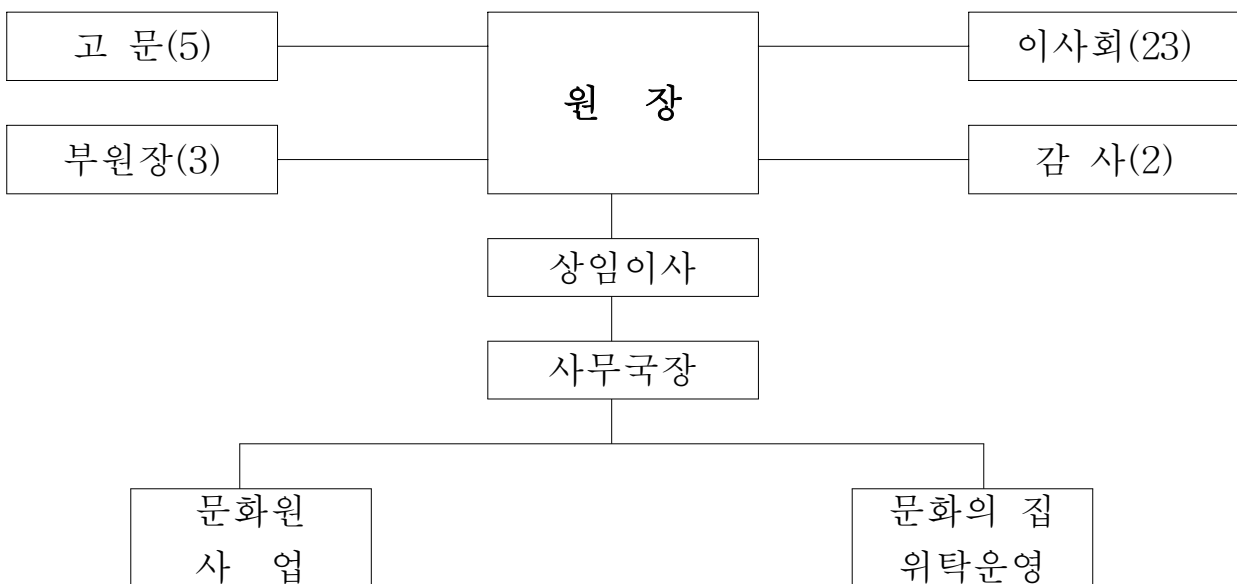 고 문(5)
이사회(23)
원 장
부원장(3)
감 사(2)
상임이사
사무국장
문화원
사 업
문화의 집
위탁운영